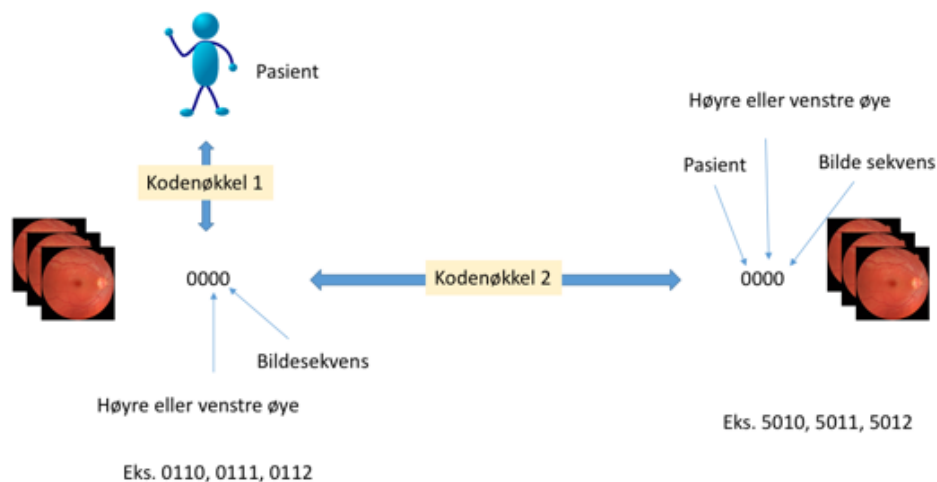 Pasient
Høyre eller venstre øye
Pasient
Bilde sekvens
Kodenøkkel 1
Kodenøkkel 2
0000
0000
Bildesekvens
Høyre eller venstre øye
Eks. 5010, 5011, 5012
Eks. 0110, 0111, 0112